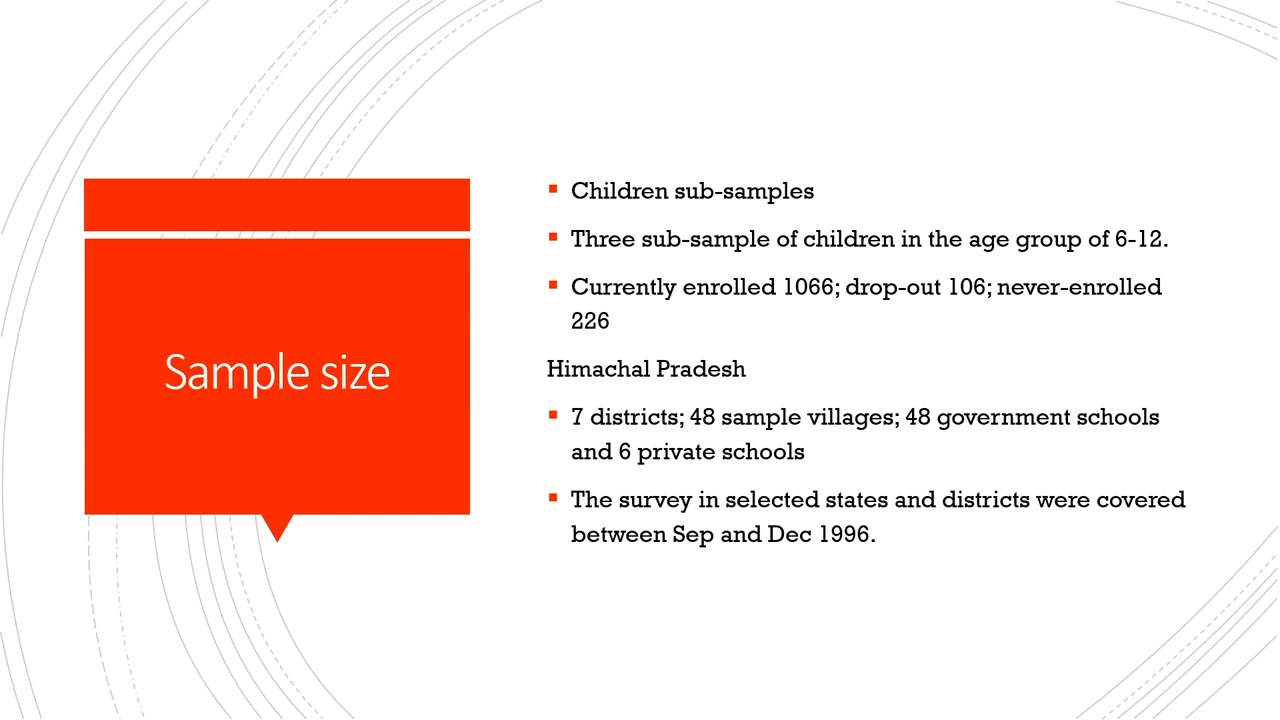 Sample size
Children sub-samples
Three sub-sample of children in the age group of 6-12.
Currently enrolled 1066; drop-out 106; never-enrolled
226
Himachal Pradesh
7 districts; 48 sample villages; 48 government schools
and 6 private schools
The survey in selected states and districts were covered
between Sep and Dec 1996.